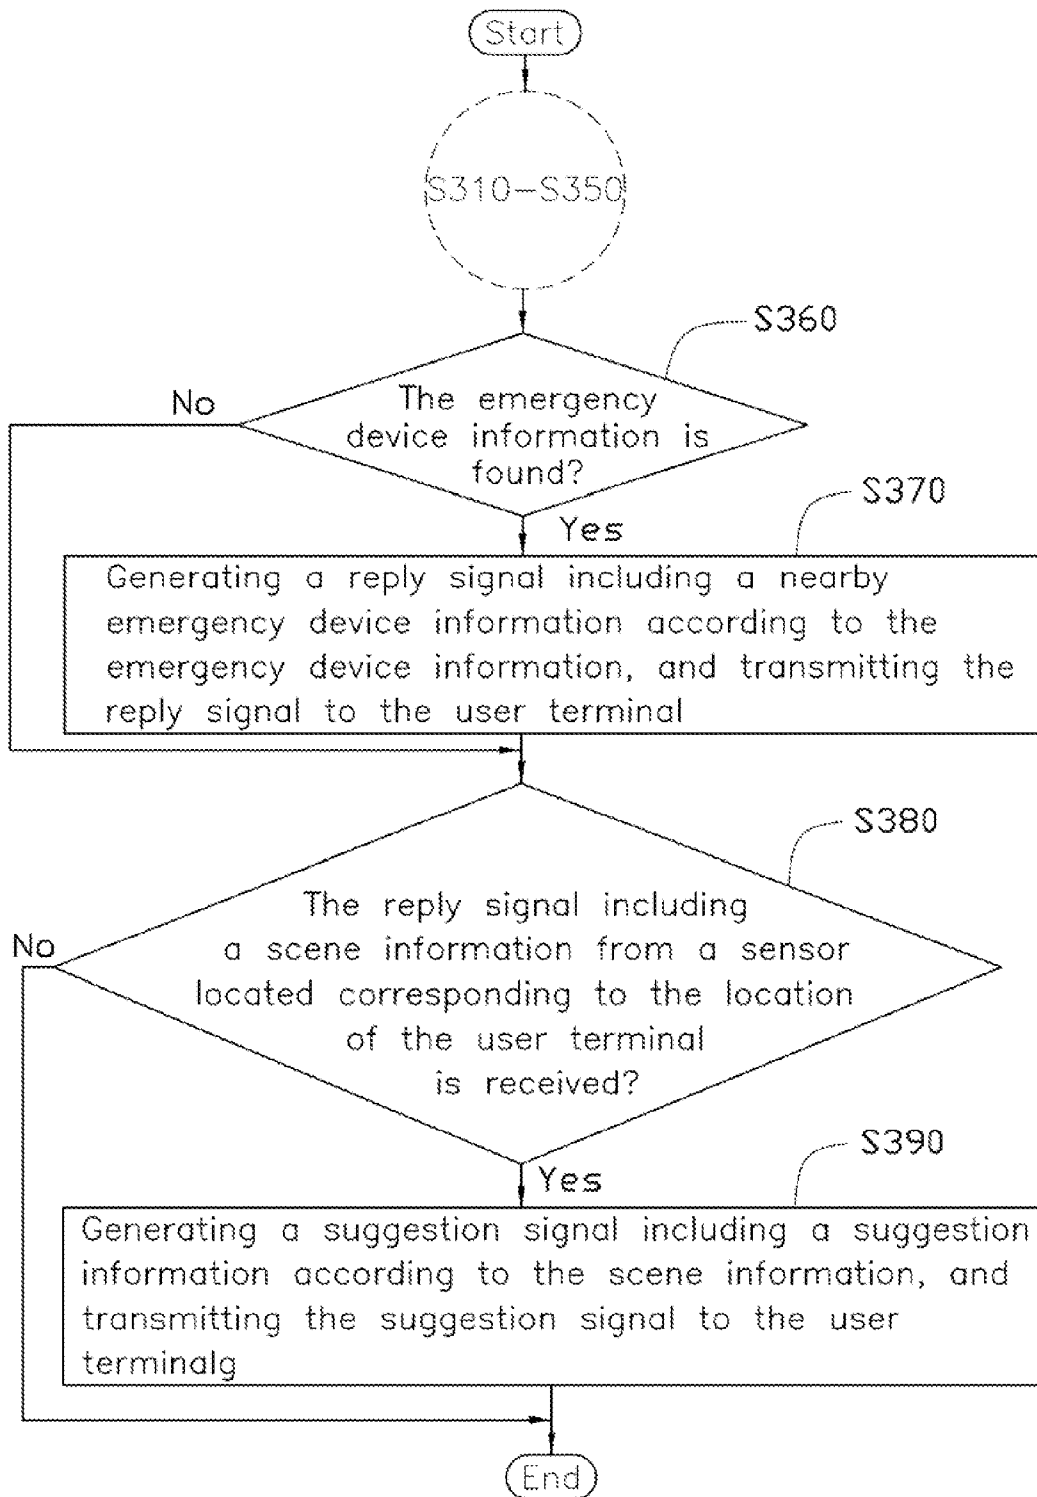 Start
S310-S350
S360
No
The emergency
device information is
found?
S370
Yes
Generating a reply signal including a nearby
emergency device information according to the
emergency device information, and transmitting the
reply signal to the user terminal
S380
The reply signal including
No
a scene information from a sensor
located corresponding to the location
of the user terminal
is received?
S390
Yes
Generating a suggestion signal including a suggestion
information according to the scene information, and
transmitting the suggestion signal to the user
terminalg
End